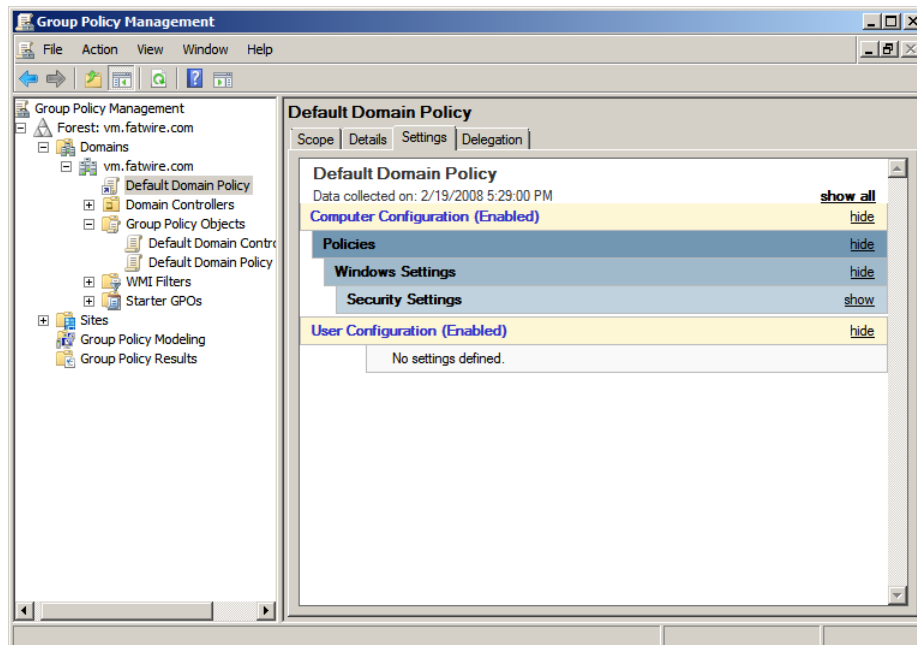 Group Policy Management
File Action View Window Help
Group Policy Management
Forest: vm.fatwire.com
Domains
vm.fatwire.com
Default Domain Policy
Domain Controllers
Group Policy Objects
Default Domain Contr
Default Domain Policy
WMI Filters
Starter GPOs
Sites
Group Policy Modeling
Group Policy Results
Default Domain Policy
Scope Details Settings Delegation
Default Domain Policy
Data collected on: 2/19/2008 5:29:00 PM show all
Computer Configuration (Enabled) hide
Policies hide
Windows Settings hide
Security Settings show
User Configuration (Enabled) hide
No settings defined.